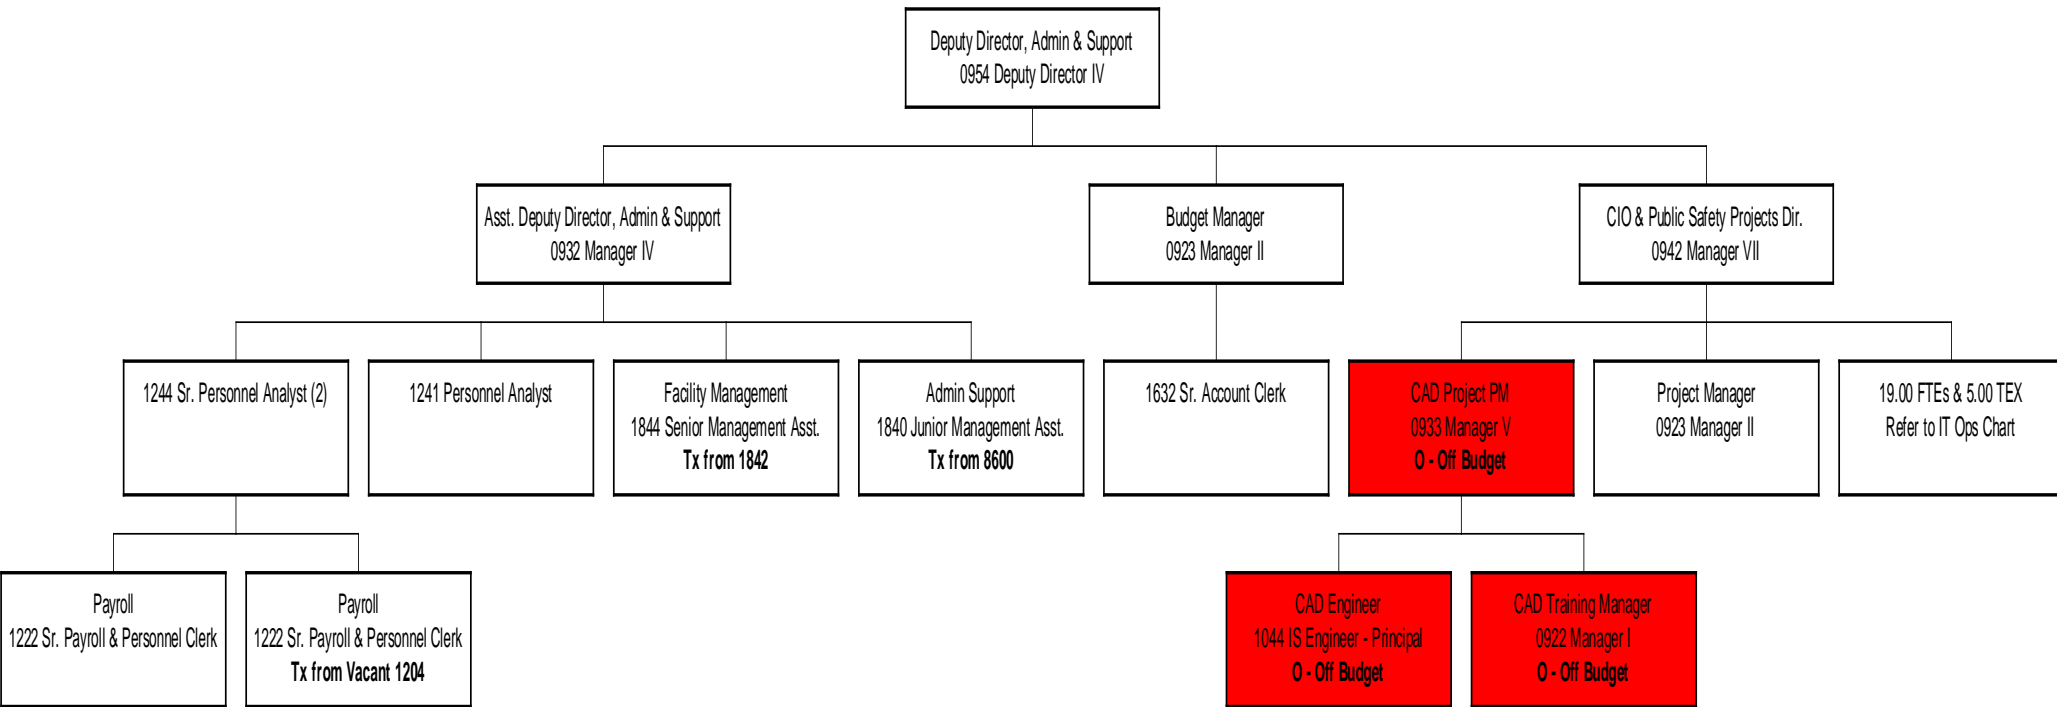 Deputy Director, Admin & Support
0954 Deputy Director IV
Asst. Deputy Director, Admin & Support
0932 Manager IV
Budget Manager
0923 Manager II
CIO & Public Safety Projects Dir.
0942 Manager VII
1244 Sr. Personnel Analyst (2)
1241 Personnel Analyst
Facility Management
1844 Senior Management Asst.
Tx from 1842
Admin Support
1840 Junior Management Asst.
Tx from 8600
1632 Sr. Account Clerk
CAD Project PM
0933 Manager V
O - Off Budget
Project Manager
0923 Manager II
19.00 FTEs & 5.00 TEX
Refer to IT Ops Chart
Payroll
1222 Sr. Payroll & Personnel Clerk
Payroll
1222 Sr. Payroll & Personnel Clerk
Tx from Vacant 1204
CAD Engineer
1044 IS Engineer - Principal
O - Off Budget
CAD Training Manager
0922 Manager I
O - Off Budget